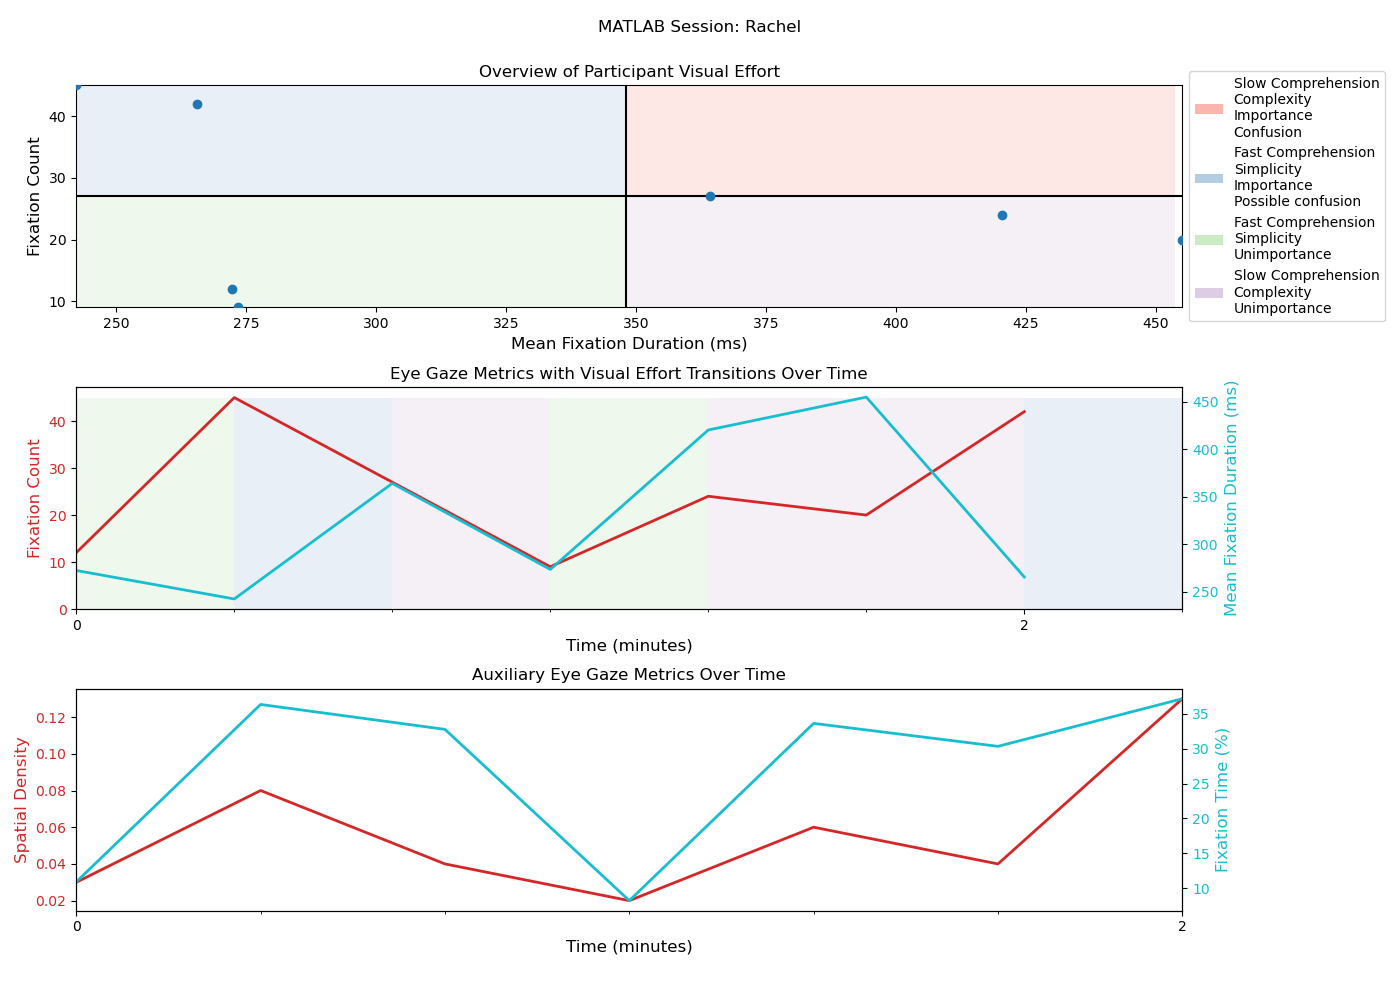 MATLAB Session: Rachel
Overview of Participant Visual Effort
Fixation Count
40
30
20
10
250
275
300
325
350
375
400
425
450
Mean Fixation Duration (ms)
Slow Comprehension
Complexity
Importance
Confusion
Fast Comprehension
Simplicity
Importance
Possible confusion
Fast Comprehension
Simplicity
Unimportance
Slow Comprehension
Complexity
Unimportance
Eye Gaze Metrics with Visual Effort Transitions Over Time
Fixation Count
40
30
20
10
0
450
400
350
300
250
Mean Fixation Duration (ms)
0
2
Time (minutes)
Auxiliary Eye Gaze Metrics Over Time
Spatial Density
0.12
0.10
0.08
0.06
0.04
0.02
35
30
25
20
15
10
Fixation Time (%)
0
2
Time (minutes)